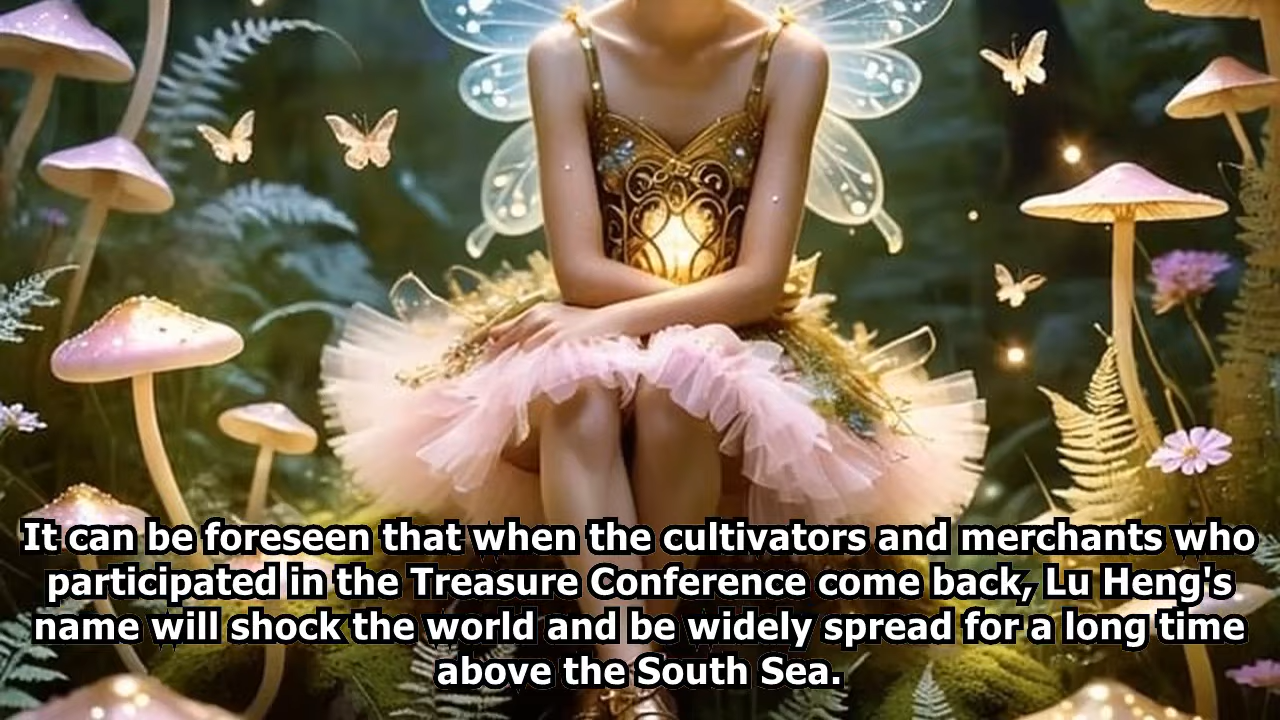 It can be foreseen that when the cultivators and merchants who
participated in the Treasure Conference come back, Lu Heng's
name will shock the world and be widely spread for a long time
above the South Sea.